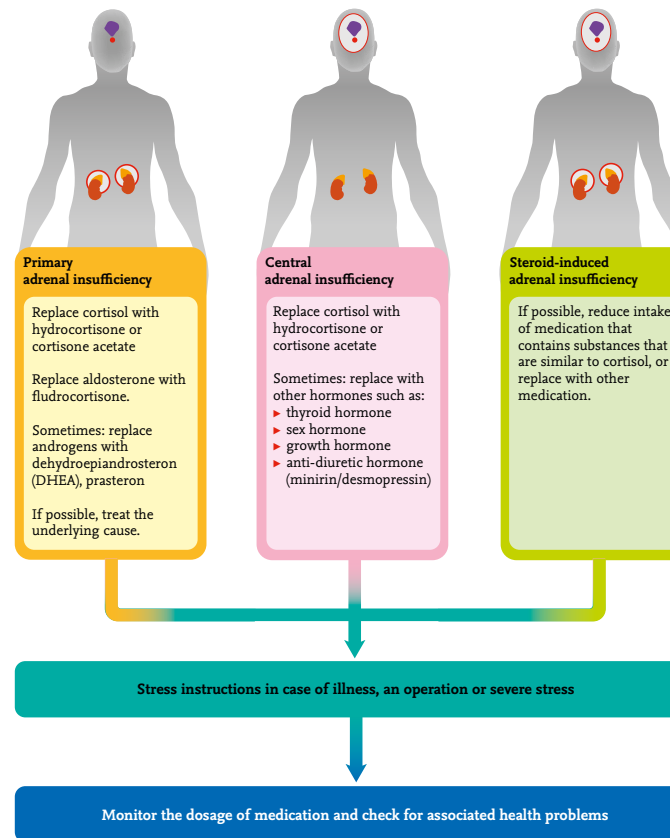 Primary
adrenal insufficiency
Replace cortisol with
hydrocortisone or
cortisone acetate
Replace aldosterone with
fludrocortisone.
Sometimes: replace
androgens with
dehydroepiandrosteron
(DHEA), prasteron
If possible, treat the
underlying cause.
Central
adrenal insufficiency
Replace cortisol with
hydrocortisone or
cortisone acetate
Sometimes: replace with
other hormones such as:
▶ thyroid hormone
▶ sex hormone
▶ growth hormone
▶ anti-diuretic hormone
(minirin/desmopressin)
Steroid-induced
adrenal insufficiency
If possible, reduce intake
of medication that
contains substances that
are similar to cortisol, or
replace with other
medication.
Stress instructions in case of illness, an operation or severe stress
Monitor the dosage of medication and check for associated health problems